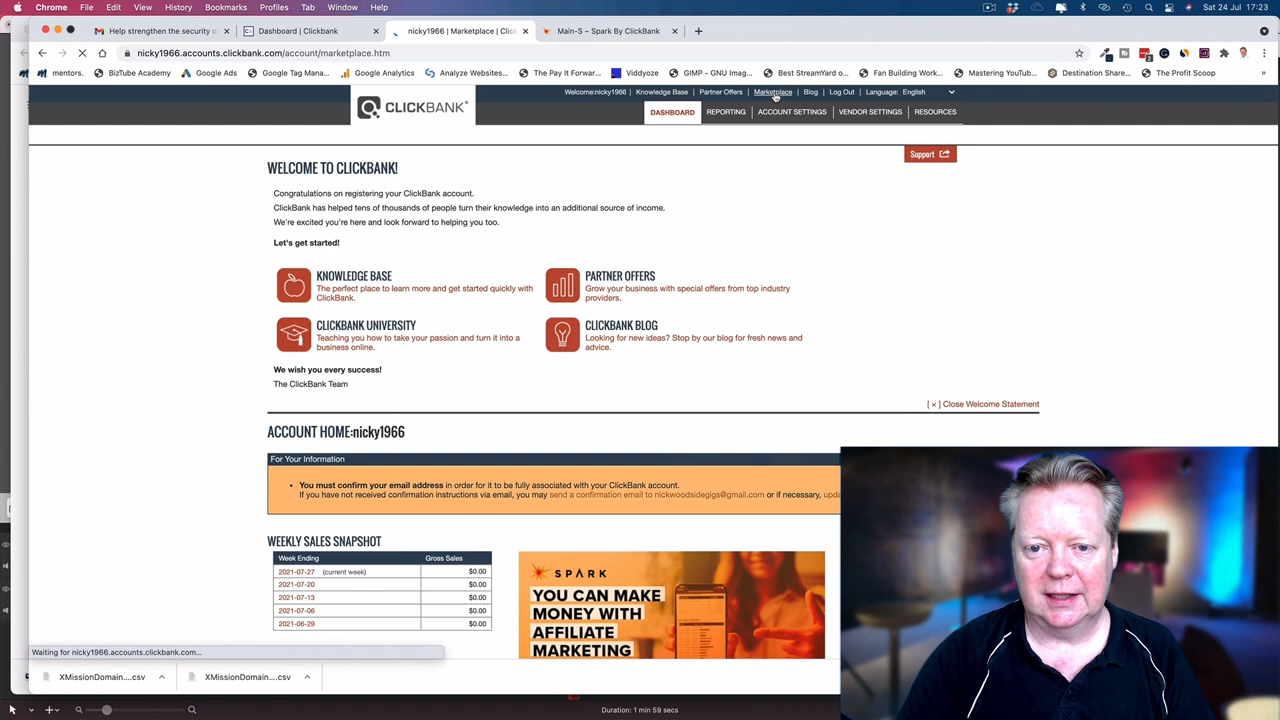 Chrome File Edit View History Bookmarks Profiles Tab Window Help Sat 24 Jul 17:23
Help strengthen the security o Dashboard | Clickbank nicky1966 | Marketplace | Click Main-S – Spark By ClickBank
nicky1966.accounts.clickbank.com/account/marketplace.htm
mentors. BizTube Academy Google Ads Google Tag Mana... Google Analytics Analyze Websites... The Pay It Forwar... Viddyoze GIMP - GNU Imag... Best StreamYard o... Fan Building Work... Mastering YouTub... Destination Share... The Profit Scoop
Welcome:nicky1966 Knowledge Base Partner Offers Marketplace Blog Log Out Language: English
CLICKBANK
DASHBOARD REPORTING ACCOUNT SETTINGS VENDOR SETTINGS RESOURCES
Support
WELCOME TO CLICKBANK!
Congratulations on registering your ClickBank account.
ClickBank has helped tens of thousands of people turn their knowledge into an additional source of income.
We're excited you're here and look forward to helping you too.
Let's get started!
KNOWLEDGE BASE
The perfect place to learn more and get started quickly with
ClickBank.
PARTNER OFFERS
Grow your business with special offers from top industry
providers.
CLICKBANK UNIVERSITY
Teaching you how to take your passion and turn it into a
business online.
CLICKBANK BLOG
Looking for new ideas? Stop by our blog for fresh news and
advice.
We wish you every success!
The ClickBank Team
[ × ] Close Welcome Statement
ACCOUNT HOME:nicky1966
For Your Information
• You must confirm your email address in order for it to be fully associated with your ClickBank account.
If you have not received confirmation instructions via email, you may send a confirmation email to nickwoodsidegigs@gmail.com or if necessary, upda
WEEKLY SALES SNAPSHOT
Week Ending Gross Sales
2021-07-27 (current week) $0.00
2021-07-20 $0.00
2021-07-13 $0.00
2021-07-06 $0.00
2021-06-29 $0.00
SPARK
YOU CAN MAKE
MONEY WITH
AFFILIATE
MARKETING
Waiting for nicky1966.accounts.clickbank.com...
XMissionDomain....csv XMissionDomain....csv
Duration: 1 min 59 secs